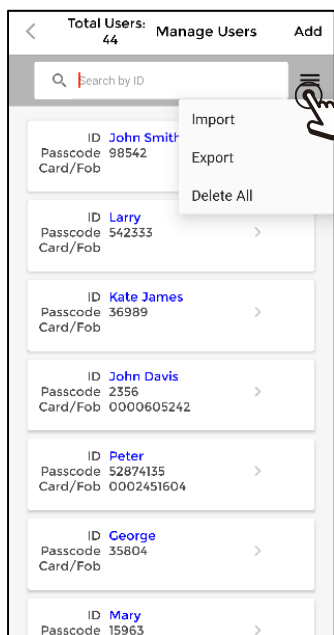 Total Users: 44 Manage Users Add
Search by ID
Import
Export
Delete All
ID John Smith
Passcode 98542
Card/Fob
ID Larry
Passcode 542333
Card/Fob
ID Kate James
Passcode 36989
Card/Fob
ID John Davis
Passcode 2356
Card/Fob 0000605242
ID Peter
Passcode 52874135
Card/Fob 0002451604
ID George
Passcode 35804
Card/Fob
ID Mary
Passcode 15963